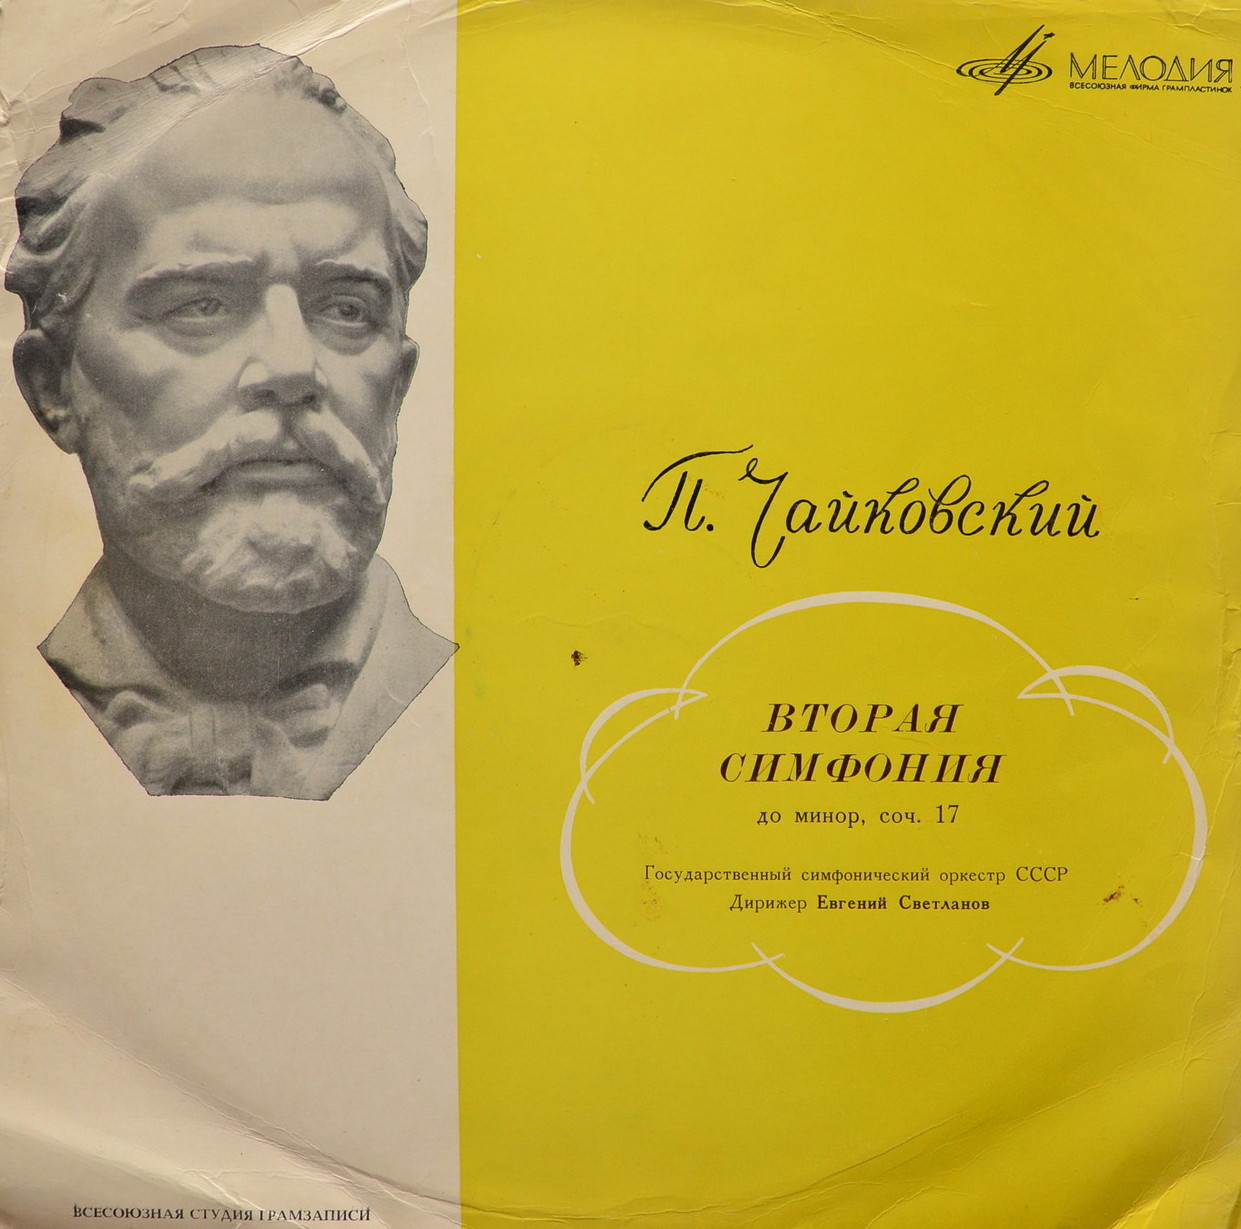 МЕЛОДИЯ
ВСЕСОЮЗНАЯ ФИРМА ГРАМПЛАСТИНОК
П. Чайковский
ВТОРАЯ
СИМФОНИЯ
до минор, соч. 17
Государственный симфонический оркестр СССР
Дирижер Евгений Светланов
ВСЕСОЮЗНАЯ СТУДИЯ ГРАМЗАПИСИ